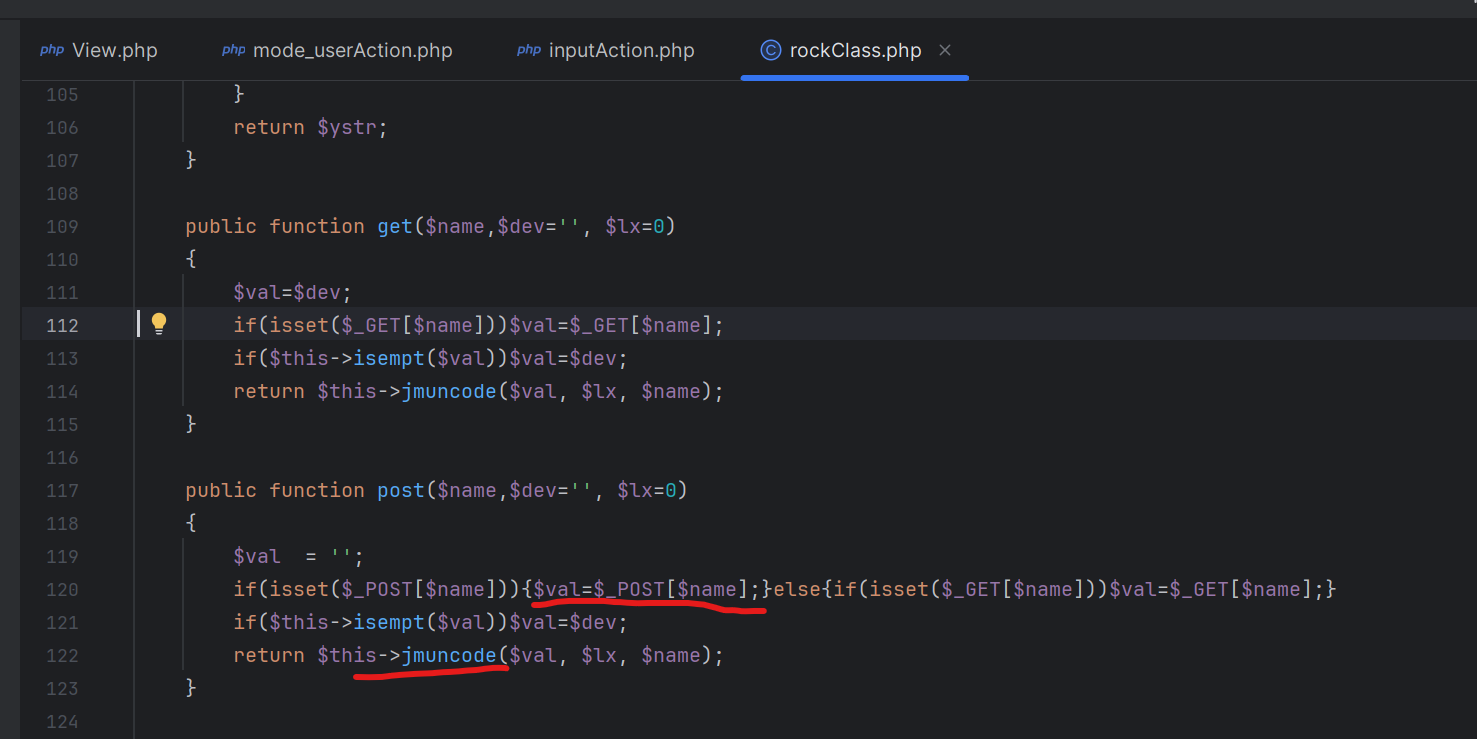 php View.php php mode_userAction.php php inputAction.php C rockClass.php ×
105 }
106 return $ystr;
107 }
108
109 public function get($name,$dev='', $lx=0)
110 {
111 $val=$dev;
112 if(isset($_GET[$name]))$val=$_GET[$name];
113 if($this->isempt($val))$val=$dev;
114 return $this->jmuncode($val, $lx, $name);
115 }
116
117 public function post($name,$dev='', $lx=0)
118 {
119 $val  = '';
120 if(isset($_POST[$name])){$val=$_POST[$name];}else{if(isset($_GET[$name]))$val=$_GET[$name];}
121 if($this->isempt($val))$val=$dev;
122 return $this->jmuncode($val, $lx, $name);
123 }
124